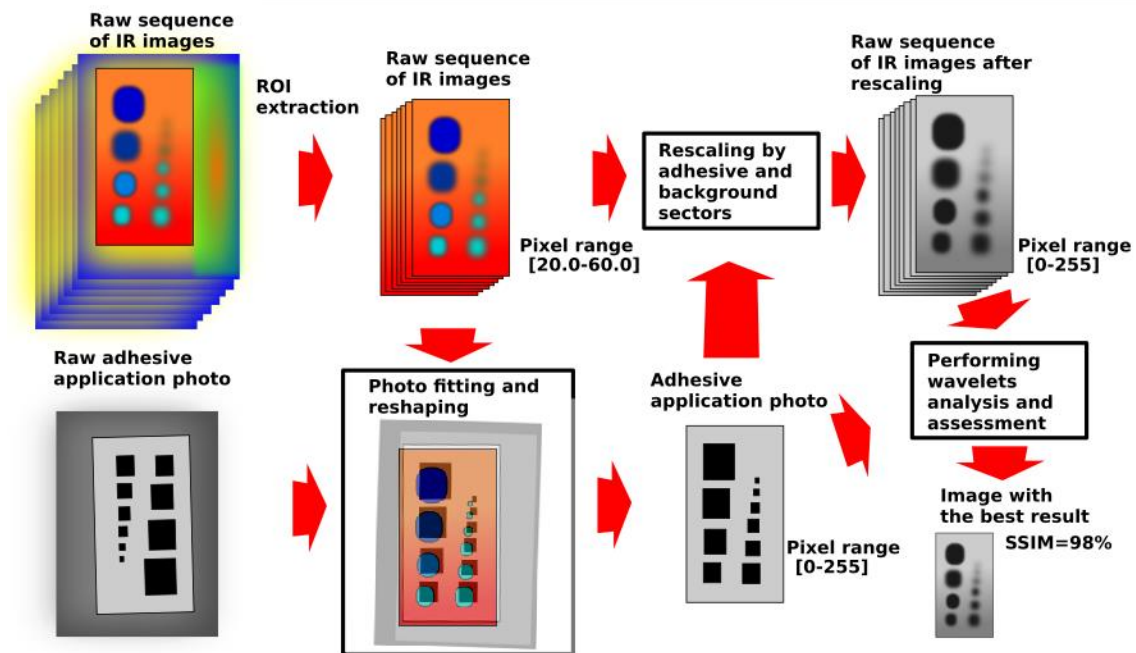 Raw sequence
of IR images
ROI
extraction
Raw sequence
of IR images
Pixel range
[20.0-60.0]
Rescaling by
adhesive and
background
sectors
Raw sequence
of IR images after
rescaling
Pixel range
[0-255]
Raw adhesive
application photo
Photo fitting and
reshaping
Adhesive
application photo
Pixel range
[0-255]
Performing
wavelets
analysis and
assessment
Image with
the best result
SSIM=98%